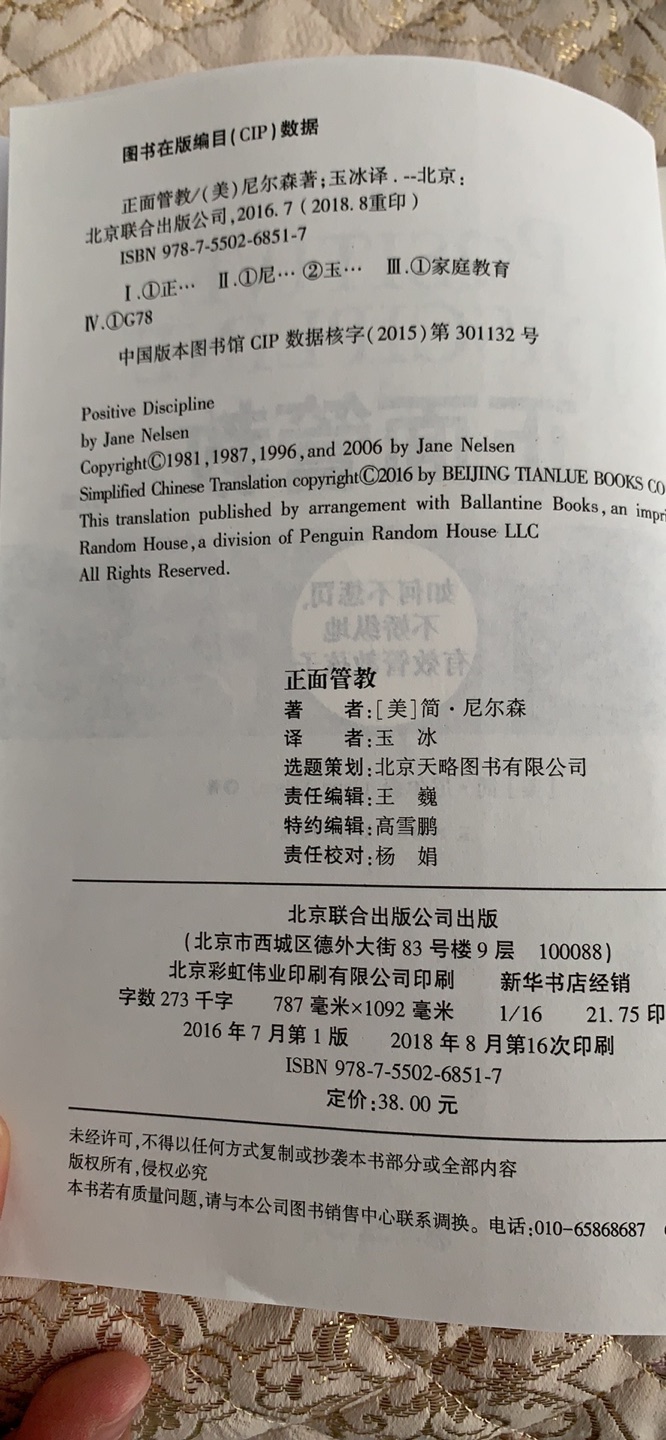 图书在版编目(CIP)数据
正面管教/(美)尼尔森著;玉冰译.--北京:
北京联合出版公司,2016.7(2018.8重印)
ISBN 978-7-5502-6851-7
Ⅰ.①正… Ⅱ.①尼… ②玉… Ⅲ.①家庭教育
Ⅳ.①G78
中国版本图书馆CIP数据核字(2015)第301132号
Positive Discipline
by Jane Nelsen
Copyright©1981,1987,1996,and 2006 by Jane Nelsen
Simplified Chinese Translation copyright©2016 by BEIJING TIANLUE BOOKS CO
This translation published by arrangement with Ballantine Books, an
Random House, a division of Penguin Random House LLC
All Rights Reserved.
如何不惩罚、
不娇纵地
有效管教孩子
正面管教
著 者:[美]简·尼尔森
译 者:玉 冰
选题策划:北京天略图书有限公司
责任编辑:王 巍
特约编辑:高雪鹏
责任校对:杨 娟
北京联合出版公司出版
(北京市西城区德外大街83号楼9层 100088)
北京彩虹伟业印刷有限公司印刷 新华书店经销
字数273千字 787毫米×1092毫米 1/16 21.75印
2016年7月第1版 2018年8月第16次印刷
ISBN 978-7-5502-6851-7
定价:38.00元
未经许可,不得以任何方式复制或抄袭本书部分或全部内容
版权所有,侵权必究
本书若有质量问题,请与本公司图书销售中心联系调换。电话:010-65868687